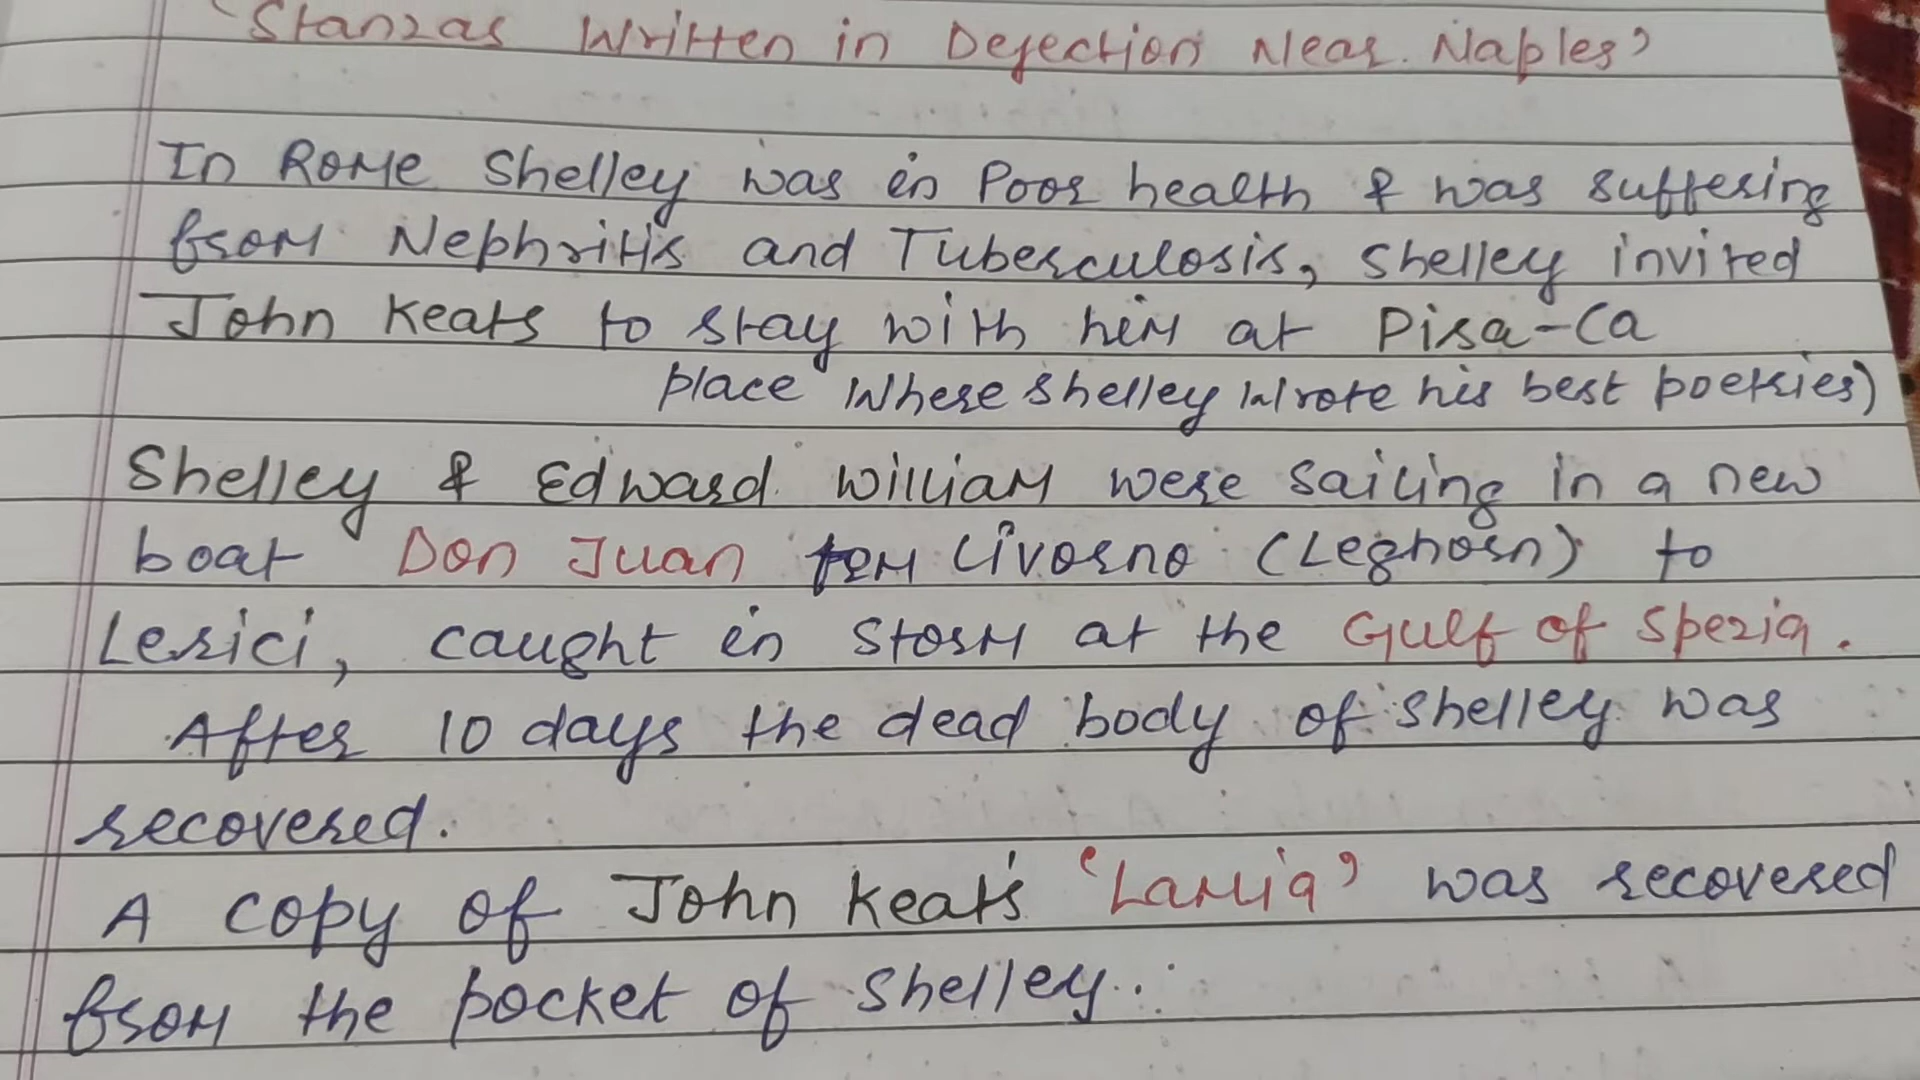 'Stanzas Written in Dejection Near Naples'
In Rome Shelley was in Poor health & was suffering
from Nephritis and Tuberculosis, Shelley invited
John Keats to stay with him at Pisa-(a
place where Shelley wrote his best poetries)
Shelley & Edward William were sailing in a new
boat Don Juan from Livorno (Leghorn) to
Lerici, caught in storm at the Gulf of Spezia.
After 10 days the dead body of Shelley was
recovered.
A copy of John Keat's 'Lamia' was recovered
from the pocket of Shelley.